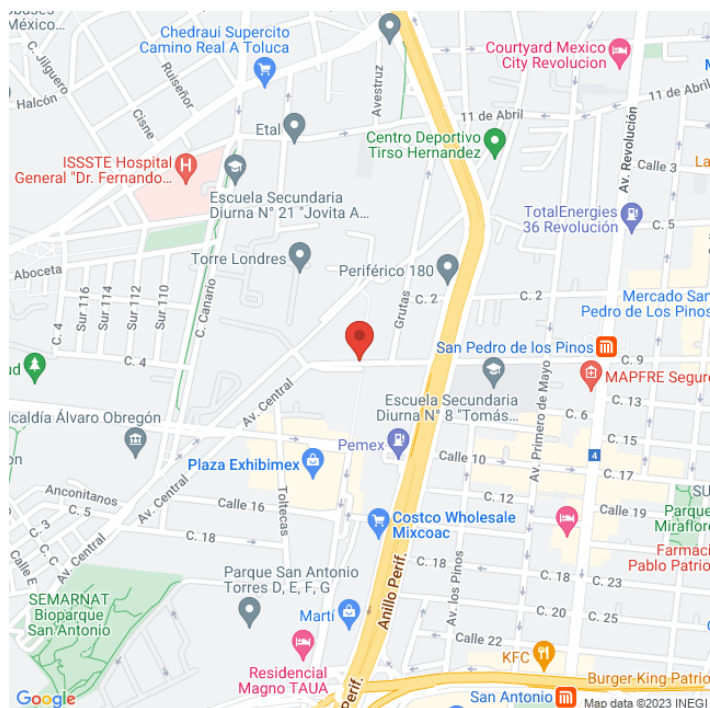 México...
C. Jilguero
Ruiseñor
Halcón
Cisne
Chedraui Supercito
Camino Real A Toluca
Avestruz
Courtyard Mexico
City Revolucion
11 de Abril
11 de Abril
Etal
Centro Deportivo
Tirso Hernandez
Av. Revolución
Calle 3
La
ISSSTE Hospital
General "Dr. Fernando...
Escuela Secundaria
Diurna N° 21 "Jovita A...
TotalEnergies
36 Revolución
C. 5
Torre Londres
Periférico 180
Aboceta
C. 4
Sur 116
Sur 114
Sur 112
Sur 110
C. Canario
Grutas
C. 2
C. 2
Mercado San
Pedro de Los Pinos
San Pedro de los Pinos
C. 9
C. 4
ud
Av. Central
Escuela Secundaria
Diurna N° 8 "Tomás...
Av. Primero de Mayo
MAPFRE Seguro
C. 6
C. 13
lcaldía Álvaro Obregón
Pemex
C. 15
Calle 10
4
C. 17
Plaza Exhibimex
Toltecas
Anconitanos
C. 5
C. 3
C. C.
Calle E
Av. Central
Av. Central
Calle 16
C. 18
C. 12
Calle 19
SU
Parque
Miraflore
Costco Wholesale
Mixcoac
Farmaci
Pablo Patrio
Parque San Antonio
Torres D, E, F, G
Anillo Perif.
Av. los Pinos
C. 18
C. 23
SEMARNAT
Bioparque
San Antonio
Martí
C. 20
C. 25
Calle 22
KFC
Residencial
Magno TAUA
Perif.
Burger King Patrio
San Antonio
Google
Map data ©2023 INEGI